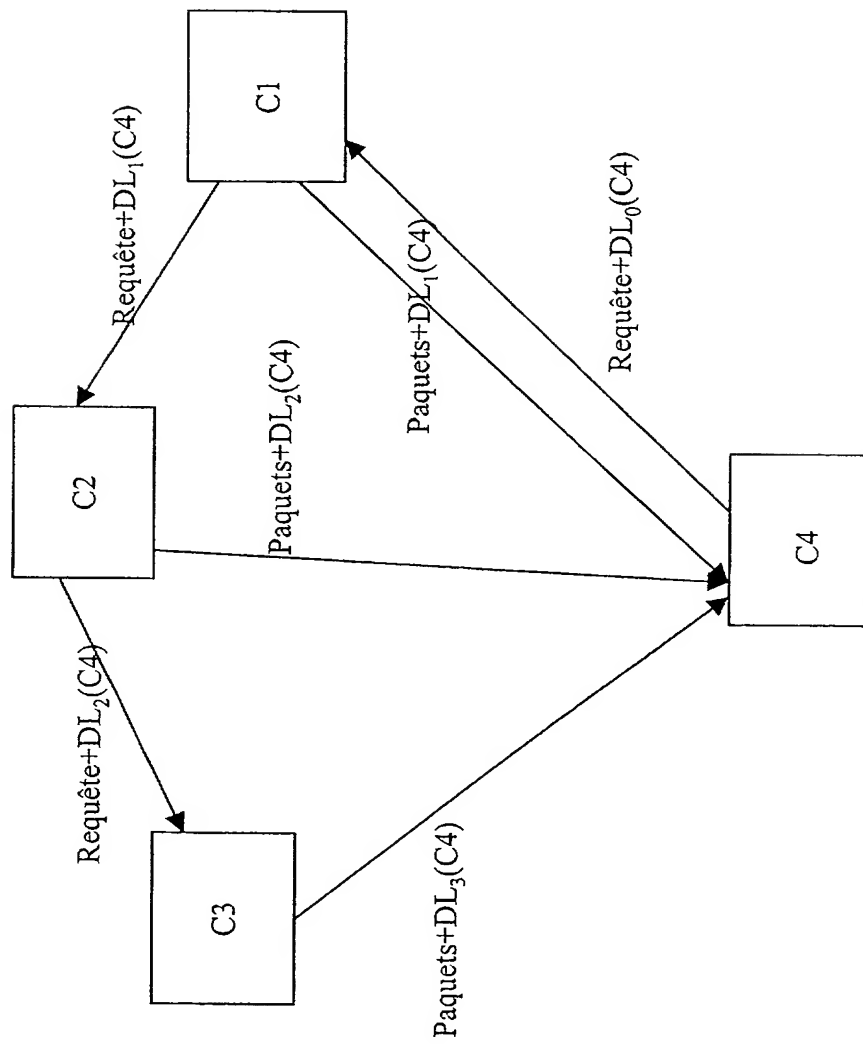 C1
Requête+DL₁(C4)
C2
Requête+DL₂(C4)
C3
Paquets+DL₂(C4)
Paquets+DL₁(C4)
Requête+DL₀(C4)
Paquets+DL₃(C4)
C4